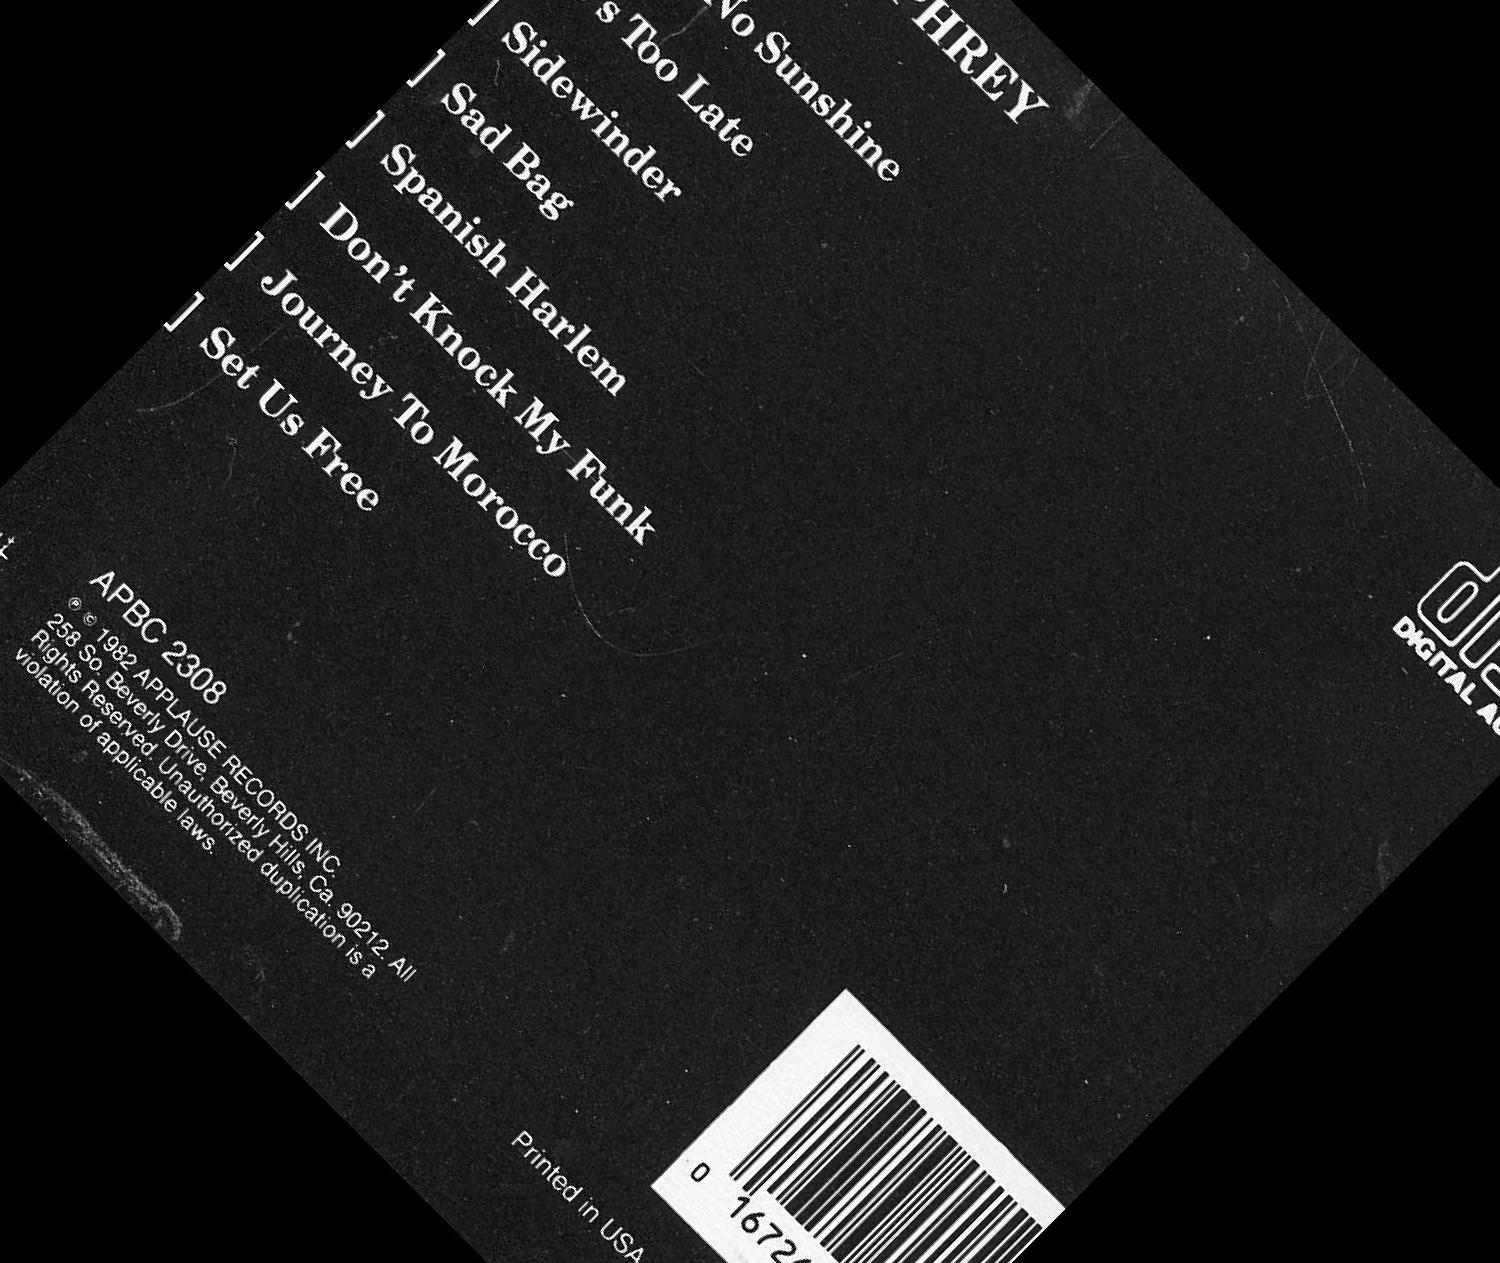 No Sunshine
Too Late
] Sidewinder
] Sad Bag
] Spanish Harlem
] Don't Knock My Funk
] Journey To Morocco
] Set Us Free
APBC 2308
℗ © 1982 APPLAUSE RECORDS INC.
258 So. Beverly Drive, Beverly Hills, Ca. 90212. All
Rights Reserved. Unauthorized duplication is a
violation of applicable laws.
DIGITAL
Printed in USA
0
1672